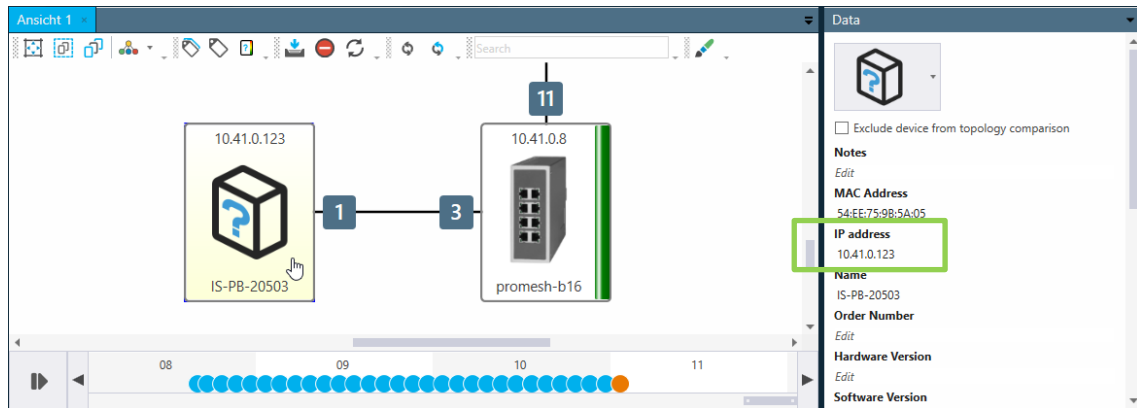 Ansicht 1 ×
Search
11
10.41.0.123
10.41.0.8
?
1
3
IS-PB-20503
promesh-b16
08
09
10
11
Data
?
Exclude device from topology comparison
Notes
Edit
MAC Address
54:EE:75:9B:5A:05
IP address
10.41.0.123
Name
IS-PB-20503
Order Number
Edit
Hardware Version
Edit
Software Version